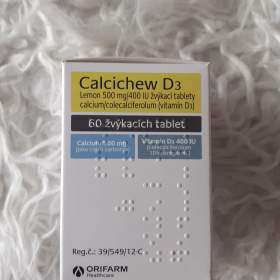 Calcichew D3
Lemon 500 mg/400 IU žvýkací tablety
calcium/colecalciferolum (vitamin D3)
60 žvýkacích tablet
Calcium 500 mg
Vitamin D3 400 IU
Reg.č.: 39/549/12-C
ORIFARM
Healthcare